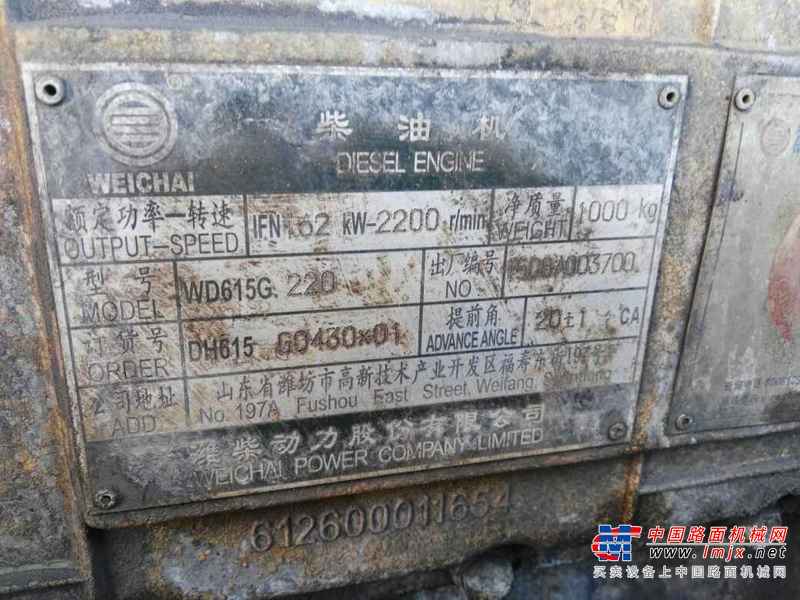 WEICHAI
柴油机
DIESEL ENGINE
额定功率一转速 IFN 162 kW-2200 r/min 净质量 1000 kg
OUTPUT-SPEED WEIGHT
型号 WD615G. 220 出厂编号
MODEL NO
订货号 DH615 G0430×01 提前角 20±1 CA
ORDER ADVANCE ANGLE
公司地址 山东省潍坊市高新技术产业开发区福寿东街197号
ADD No. 197A Fushou East Street, Weifang, Shandong
潍柴动力股份有限公司
WEICHAI POWER COMPANY LIMITED
612600011654
中国路面机械网
www.lmjx.net
买卖设备上中国路面机械网